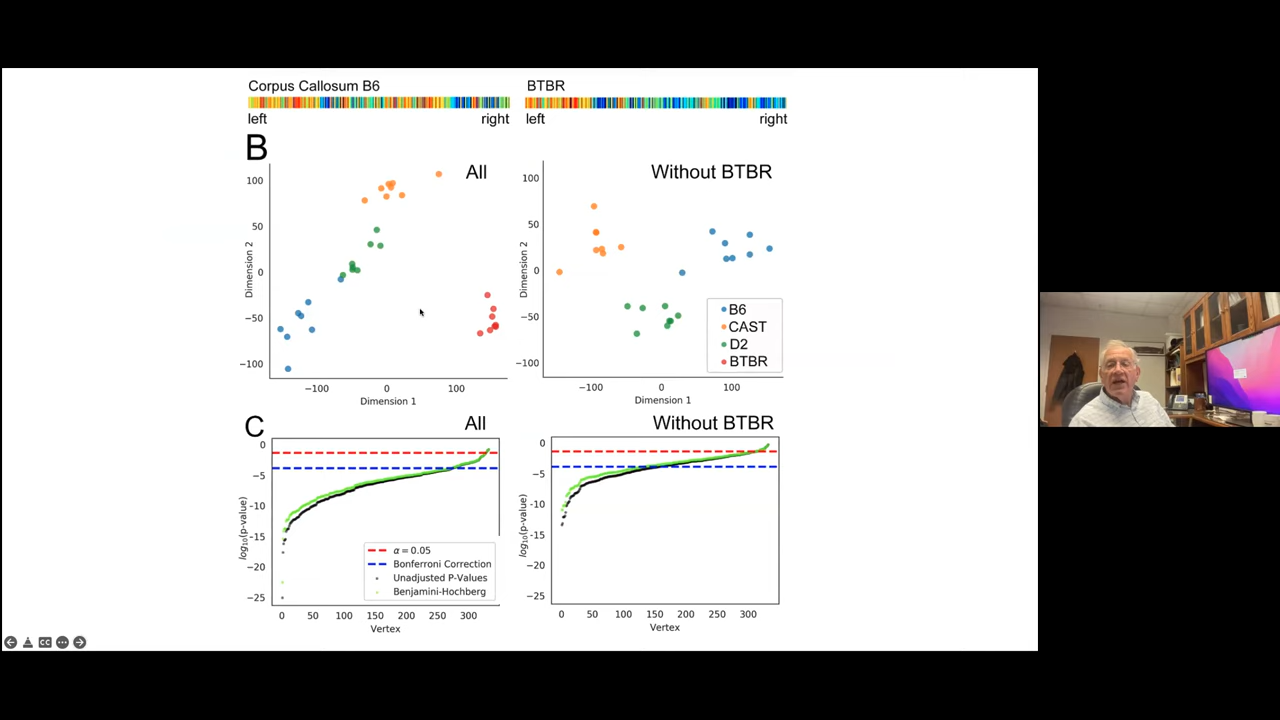 Corpus Callosum B6
BTBR
left
right
left
right
B
All
Without BTBR
100
50
0
−50
−100
Dimension 2
−100
0
100
Dimension 1
100
50
0
−50
−100
Dimension 2
−100
0
100
Dimension 1
B6
CAST
D2
BTBR
C
All
Without BTBR
0
−5
−10
−15
−20
−25
log10(p-value)
α = 0.05
Bonferroni Correction
Unadjusted P-Values
Benjamini-Hochberg
0
50
100
150
200
250
300
Vertex
0
-5
-10
-15
-20
-25
log10(p-value)
0
50
100
150
200
250
300
Vertex
CC